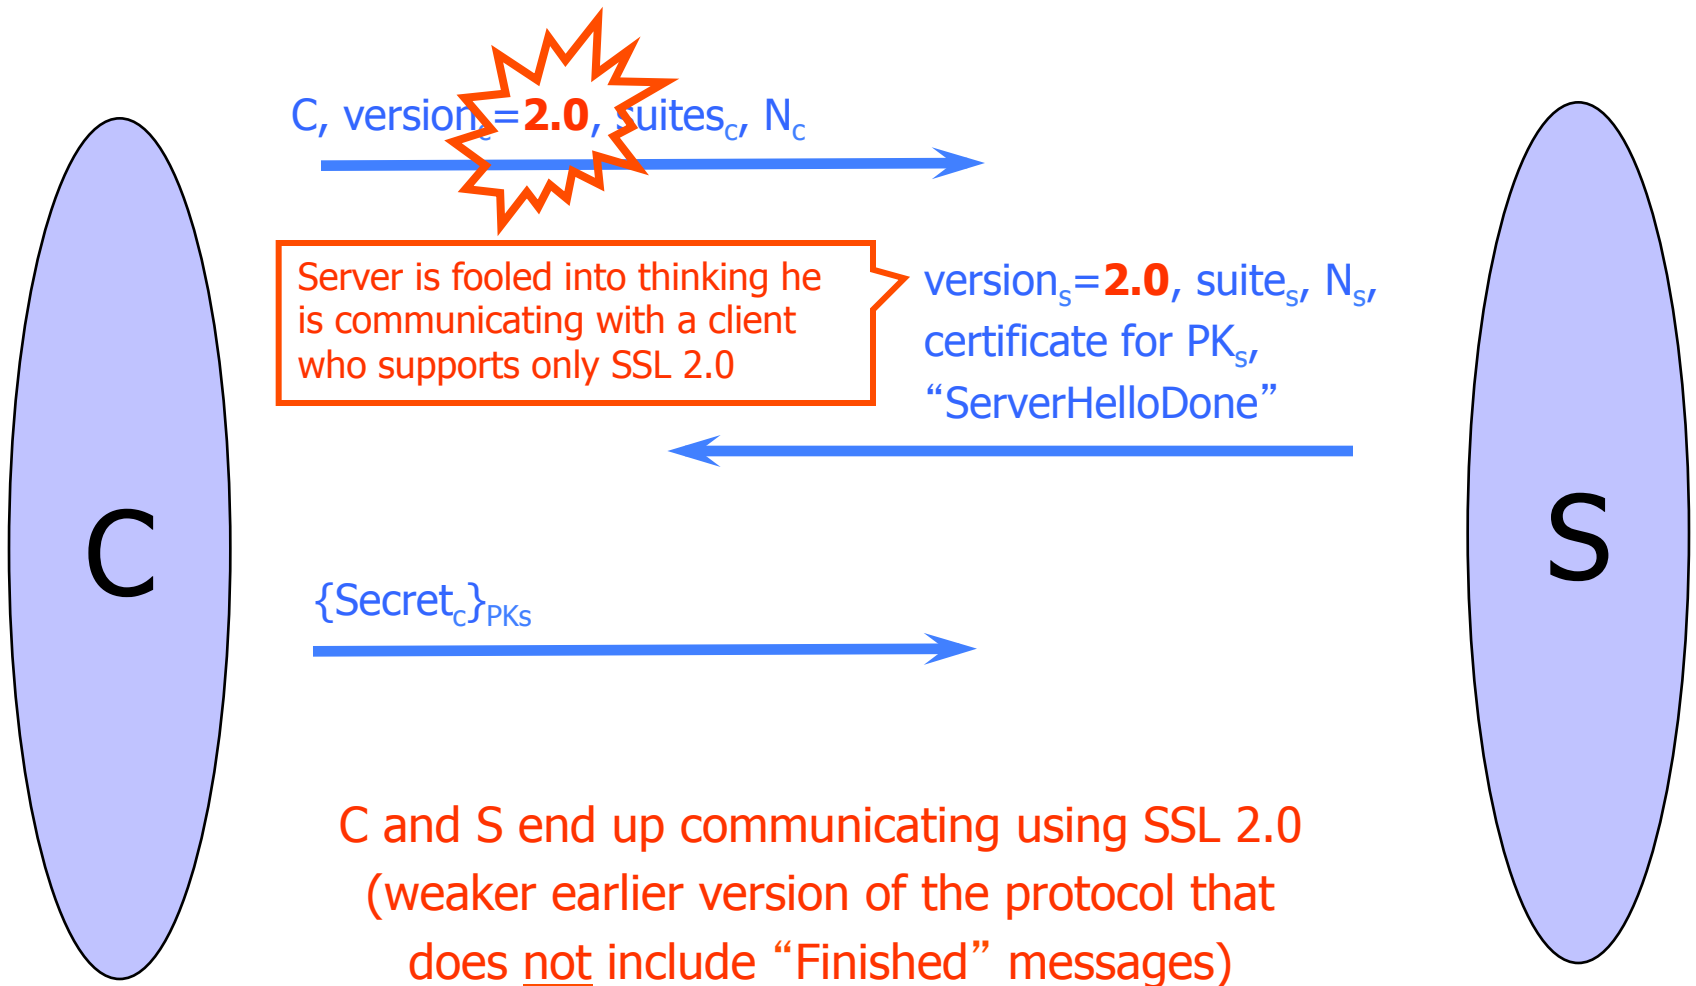 C, version_c=2.0, suites_c, N_c
Server is fooled into thinking he
is communicating with a client
who supports only SSL 2.0
version_s=2.0, suite_s, N_s,
certificate for PK_s,
“ServerHelloDone”
C
S
{Secret_c}_PKs
C and S end up communicating using SSL 2.0
(weaker earlier version of the protocol that
does not include “Finished” messages)